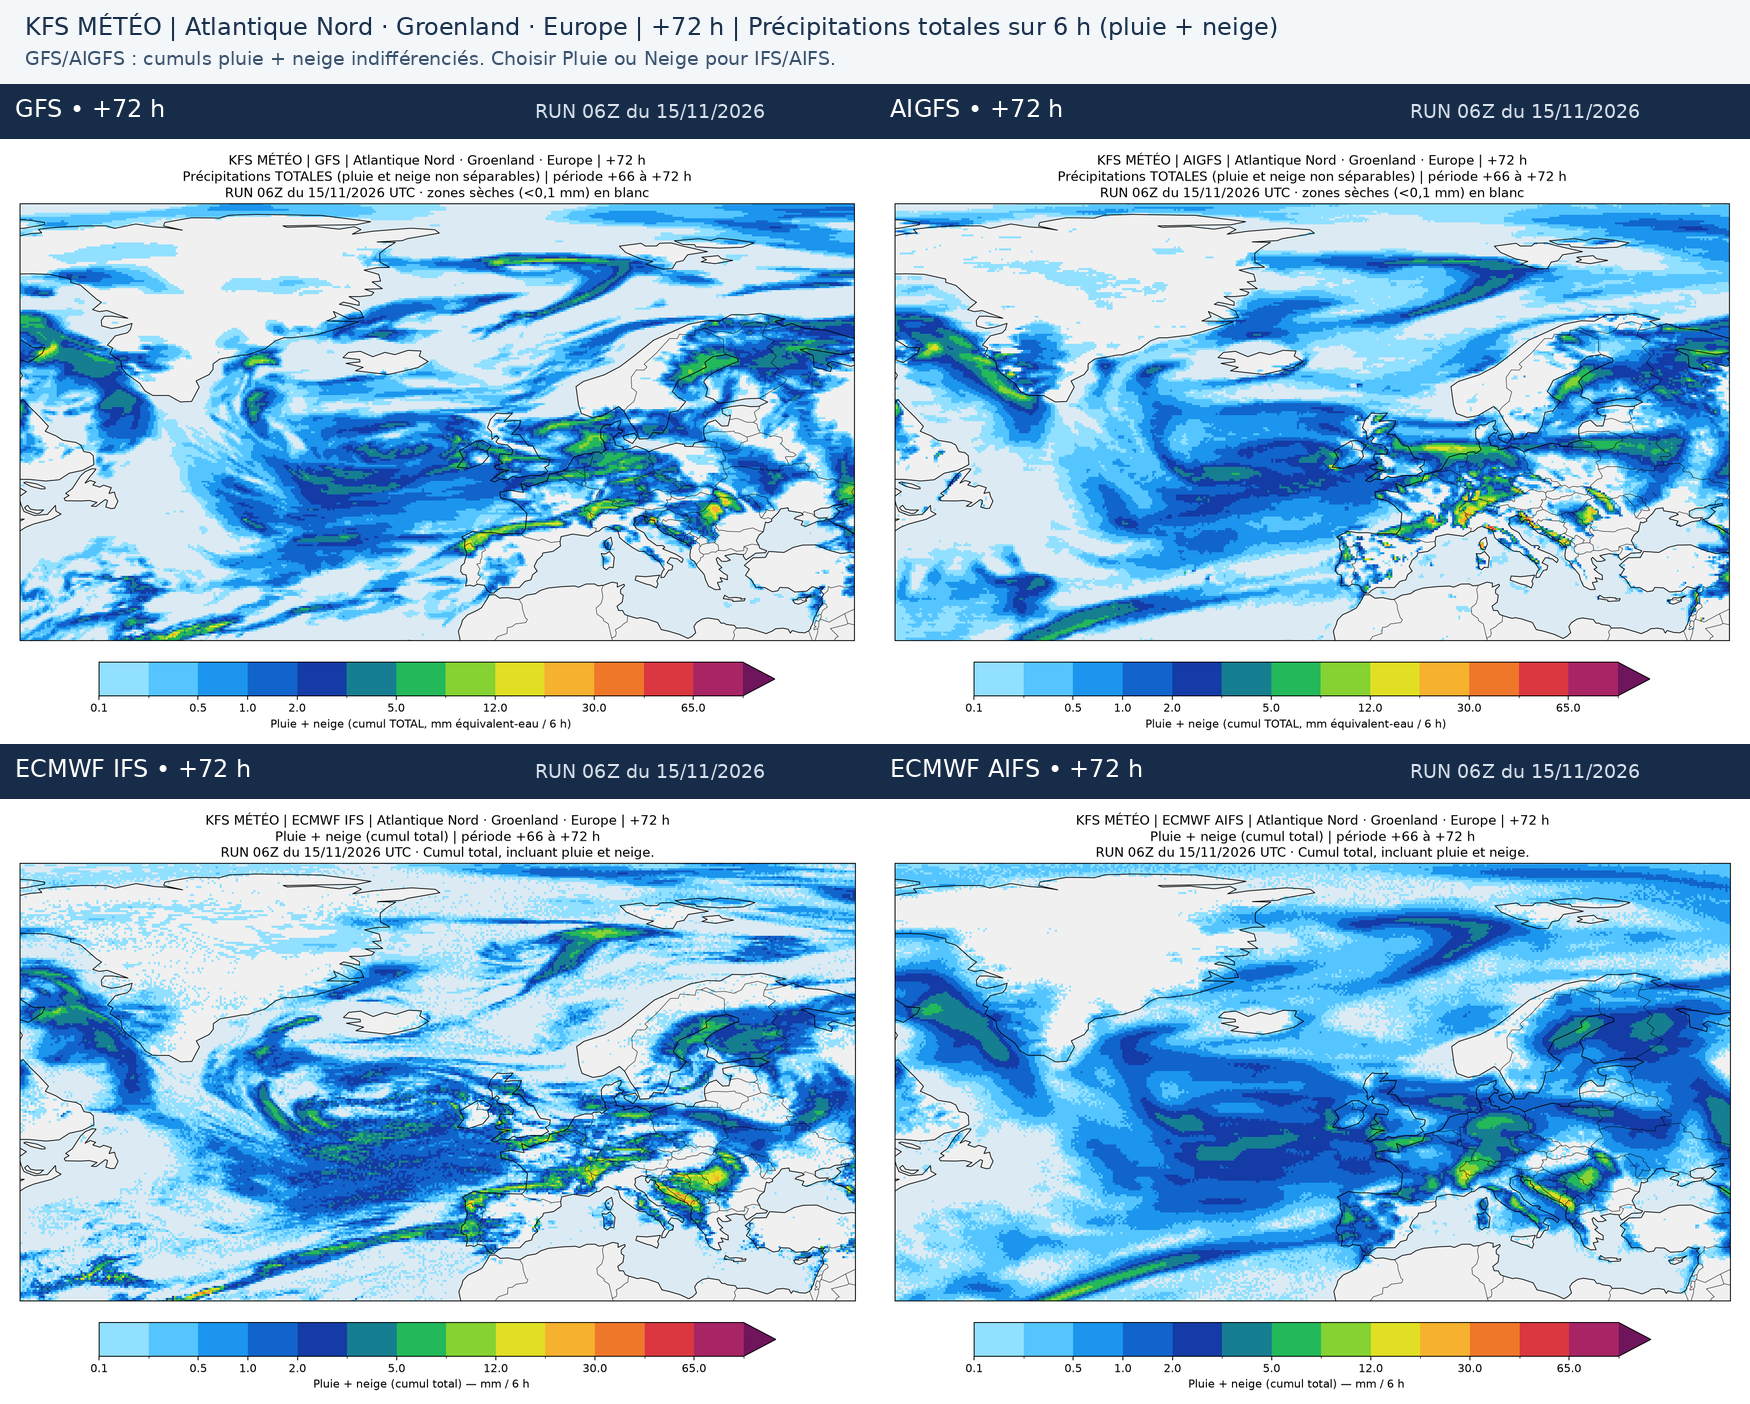 KFS MÉTÉO | Atlantique Nord · Groenland · Europe | +72 h | Précipitations totales sur 6 h (pluie + neige)
GFS/AIGFS : cumuls pluie + neige indifférenciés. Choisir Pluie ou Neige pour IFS/AIFS.
GFS • +72 h
RUN 06Z du 15/11/2026
AIGFS • +72 h
RUN 06Z du 15/11/2026
KFS MÉTÉO | GFS | Atlantique Nord · Groenland · Europe | +72 h
Précipitations TOTALES (pluie et neige non séparables) | période +66 à +72 h
RUN 06Z du 15/11/2026 UTC · zones sèches (<0,1 mm) en blanc
KFS MÉTÉO | AIGFS | Atlantique Nord · Groenland · Europe | +72 h
Précipitations TOTALES (pluie et neige non séparables) | période +66 à +72 h
RUN 06Z du 15/11/2026 UTC · zones sèches (<0,1 mm) en blanc
0.1 0.5 1.0 2.0 5.0 12.0 30.0 65.0
Pluie + neige (cumul TOTAL, mm équivalent-eau / 6 h)
0.1 0.5 1.0 2.0 5.0 12.0 30.0 65.0
Pluie + neige (cumul TOTAL, mm équivalent-eau / 6 h)
ECMWF IFS • +72 h
RUN 06Z du 15/11/2026
ECMWF AIFS • +72 h
RUN 06Z du 15/11/2026
KFS MÉTÉO | ECMWF IFS | Atlantique Nord · Groenland · Europe | +72 h
Pluie + neige (cumul total) | période +66 à +72 h
RUN 06Z du 15/11/2026 UTC · Cumul total, incluant pluie et neige.
KFS MÉTÉO | ECMWF AIFS | Atlantique Nord · Groenland · Europe | +72 h
Pluie + neige (cumul total) | période +66 à +72 h
RUN 06Z du 15/11/2026 UTC · Cumul total, incluant pluie et neige.
0.1 0.5 1.0 2.0 5.0 12.0 30.0 65.0
Pluie + neige (cumul total) — mm / 6 h
0.1 0.5 1.0 2.0 5.0 12.0 30.0 65.0
Pluie + neige (cumul total) — mm / 6 h